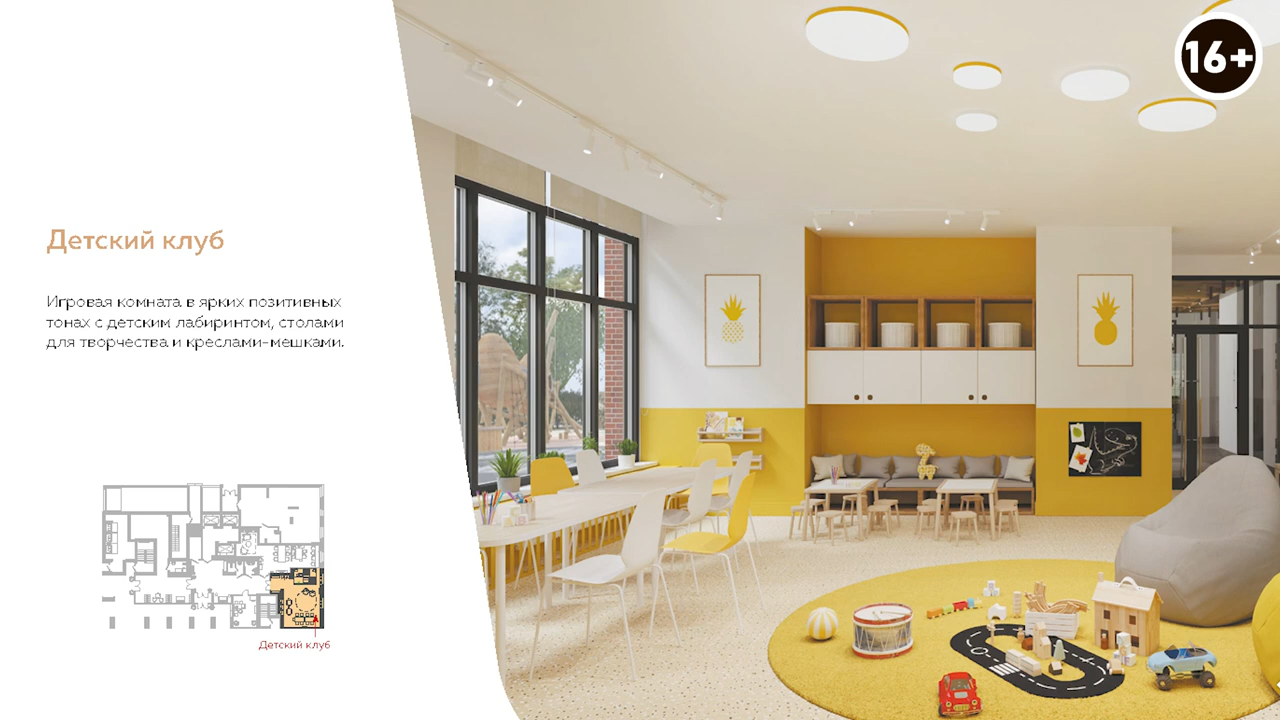 16+
Детский клуб
Игровая комната в ярких позитивных
тонах с детским лабиринтом, столами
для творчества и креслами-мешками.
Детский клуб